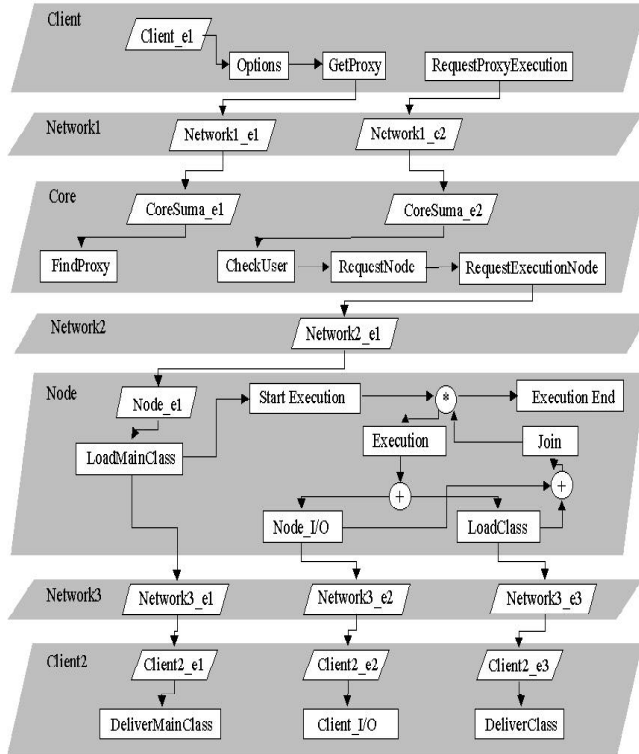 Client
Client_e1
Options
GetProxy
RequestProxyExecution
Network1
Network1_e1
Network1_e2
Core
CoreSuma_e1
CoreSuma_e2
FindProxy
CheckUser
RequestNode
RequestExecutionNode
Network2
Network2_e1
Node
Node_e1
Start Execution
*
Execution End
LoadMainClass
Execution
Join
+
+
Node_I/O
LoadClass
Network3
Network3_e1
Network3_e2
Network3_e3
Client2
Client2_e1
Client2_e2
Client2_e3
DeliverMainClass
Client_I/O
DeliverClass